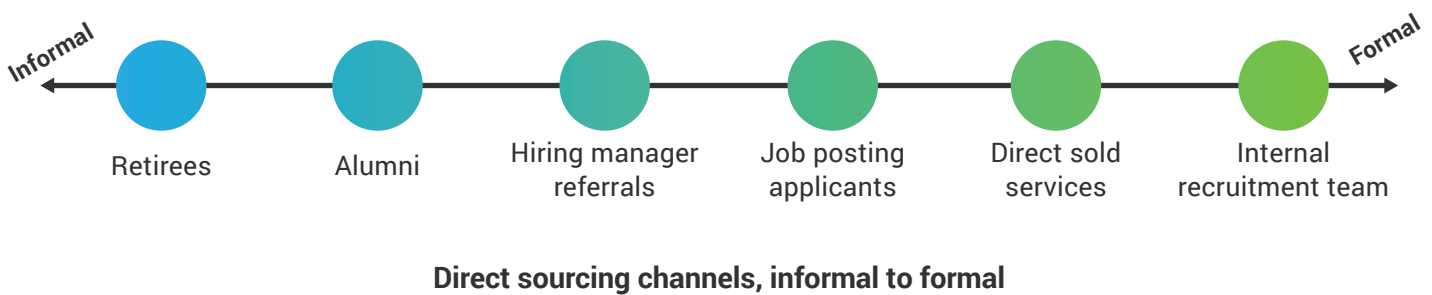 Informal
Formal
Retirees
Alumni
Hiring manager
referrals
Job posting
applicants
Direct sold
services
Internal
recruitment team
Direct sourcing channels, informal to formal